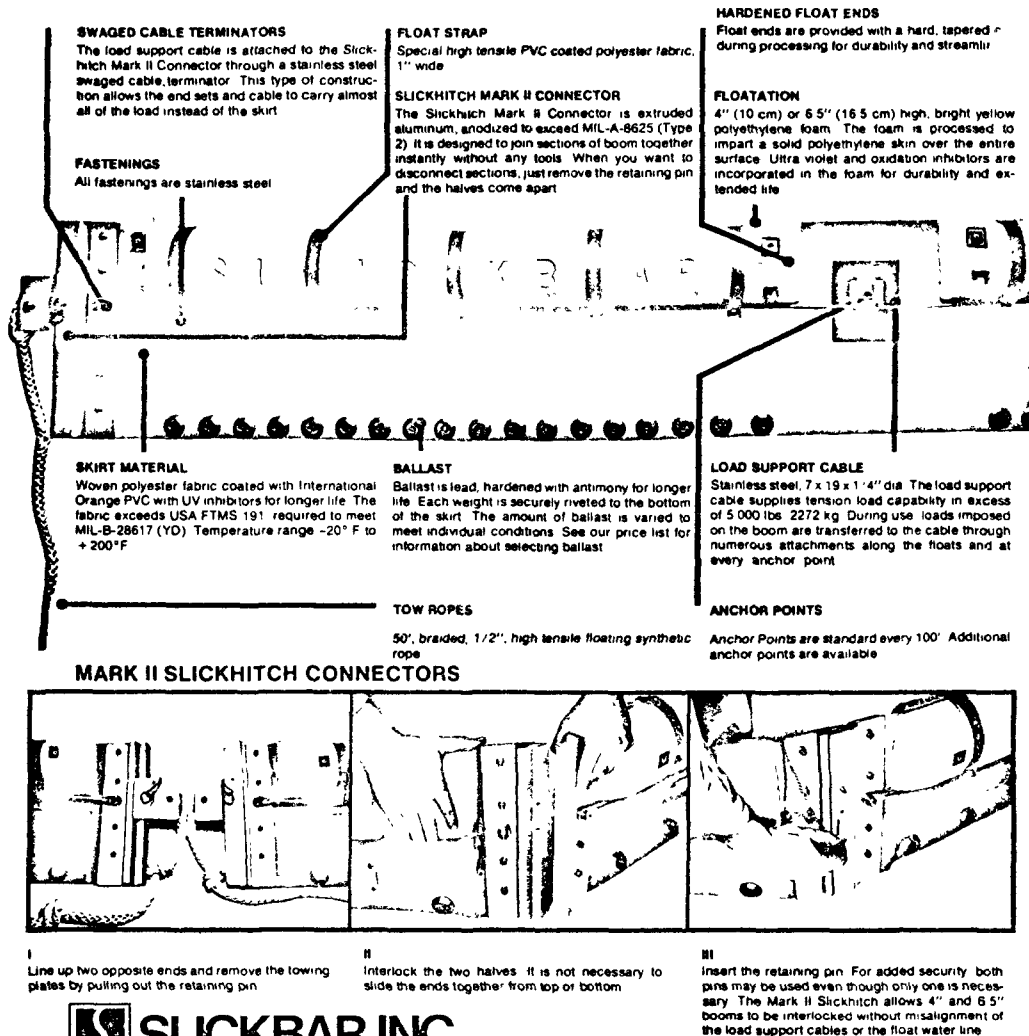 SWAGED CABLE TERMINATORS
The load support cable is attached to the Slick-
hitch Mark II Connector through a stainless steel
swaged cable terminator This type of construc-
tion allows the end sets and cable to carry almost
all of the load instead of the skirt
FASTENINGS
All fastenings are stainless steel
FLOAT STRAP
Special high tensile PVC coated polyester fabric,
1" wide
SLICKHITCH MARK II CONNECTOR
The Slickhitch Mark II Connector is extruded
aluminum, anodized to exceed MIL-A-8625 (Type
2) It is designed to join sections of boom together
instantly without any tools When you want to
disconnect sections, just remove the retaining pin
and the halves come apart
HARDENED FLOAT ENDS
Float ends are provided with a hard, tapered
during processing for durability and
FLOATATION
4" (10 cm) or 6 5" (16 5 cm) high, bright yellow
polyethylene foam The foam is processed to
impart a solid polyethylene skin over the entire
surface Ultra violet and oxidation inhibitors are
incorporated in the foam for durability and ex-
tended life
SLICKBAR
SKIRT MATERIAL
Woven polyester fabric coated with International
Orange PVC with UV inhibitors for longer life The
fabric exceeds USA FTMS 191 required to meet
MIL-B-28617 (YD) Temperature range -20° F to
+200°F
BALLAST
Ballast is lead, hardened with antimony for longer
life Each weight is securely riveted to the bottom
of the skirt The amount of ballast is varied to
meet individual conditions See our price list for
information about selecting ballast
LOAD SUPPORT CABLE
Stainless steel, 7 x 19 x 1/4" dia The load support
cable supplies tension load capability in excess
of 5 000 lbs 2272 kg During use loads imposed
on the boom are transferred to the cable through
numerous attachments along the floats and at
every anchor point
TOW ROPES
50', braided, 1/2", high tensile floating synthetic
rope
ANCHOR POINTS
Anchor Points are standard every 100' Additional
anchor points are available
MARK II SLICKHITCH CONNECTORS
I
Line up two opposite ends and remove the towing
plates by pulling out the retaining pin
II
Interlock the two halves It is not necessary to
slide the ends together from top or bottom
III
Insert the retaining pin For added security both
pins may be used even though only one is neces-
sary The Mark II Slickhitch allows 4" and 6 5"
booms to be interlocked without misalignment of
the load support cables or the float water line
SLICKBAR INC